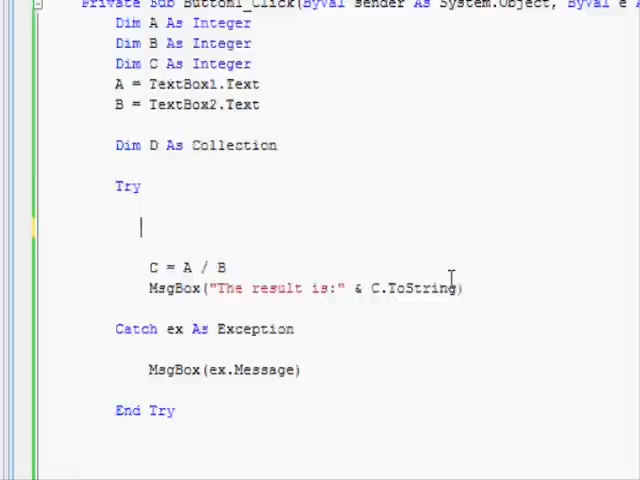 Private Sub Button1_Click(ByVal sender As System.Object, ByVal e A
Dim A As Integer
Dim B As Integer
Dim C As Integer
A = TextBox1.Text
B = TextBox2.Text
Dim D As Collection
Try
C = A / B
MsgBox("The result is:" & C.ToString)
Catch ex As Exception
MsgBox(ex.Message)
End Try